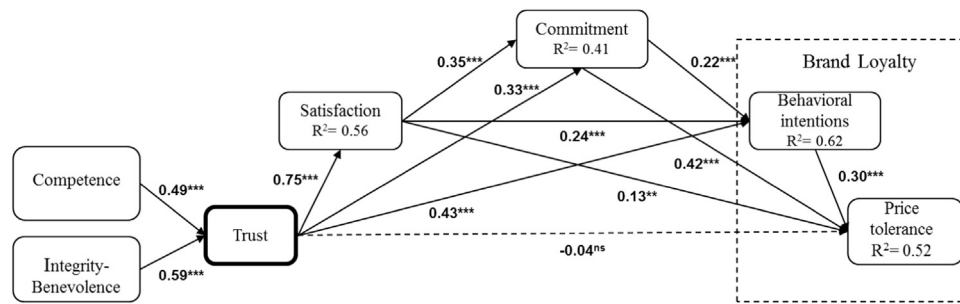 Commitment
R²= 0.41
0.35***
0.22***
Brand Loyalty
0.33***
Satisfaction
R²= 0.56
Behavioral
intentions
R²= 0.62
0.24***
Competence
0.75***
0.42***
0.30***
0.49***
0.13**
0.43***
Trust
Price
tolerance
R²= 0.52
-0.04ns
Integrity-
Benevolence
0.59***